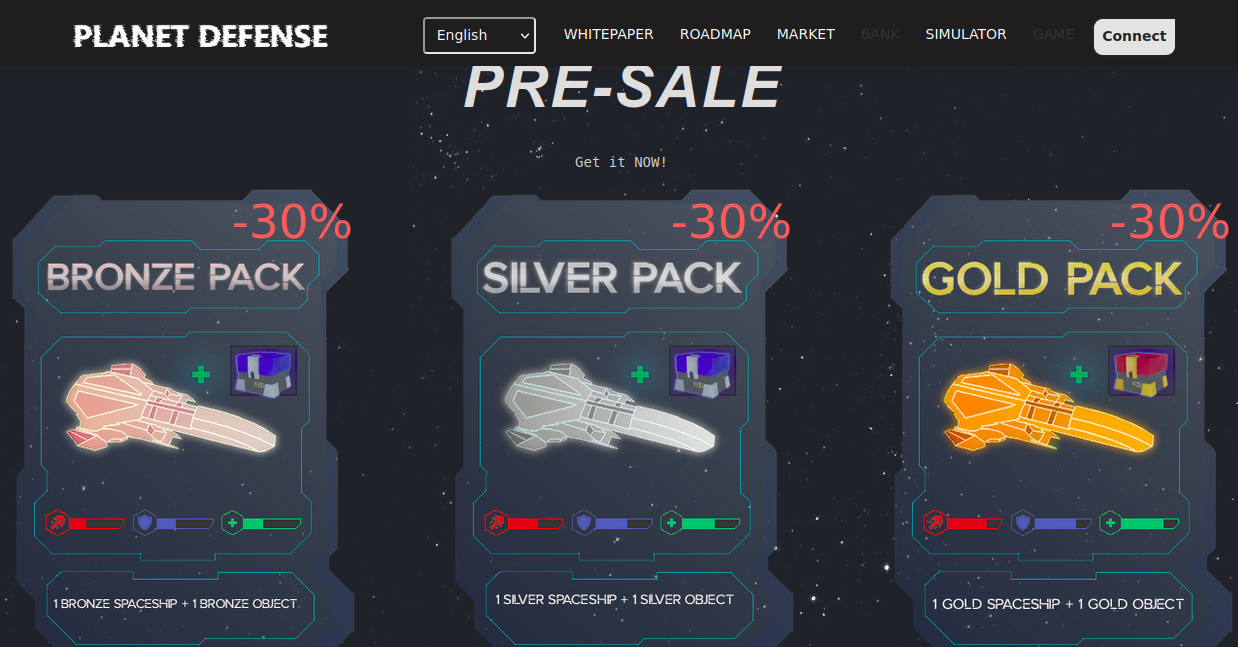 PLANET DEFENSE
English
WHITEPAPER
ROADMAP
MARKET
BANK
SIMULATOR
GAME
Connect
PRE-SALE
Get it NOW!
-30%
BRONZE PACK
1 BRONZE SPACESHIP + 1 BRONZE OBJECT
-30%
SILVER PACK
1 SILVER SPACESHIP + 1 SILVER OBJECT
-30%
GOLD PACK
1 GOLD SPACESHIP + 1 GOLD OBJECT